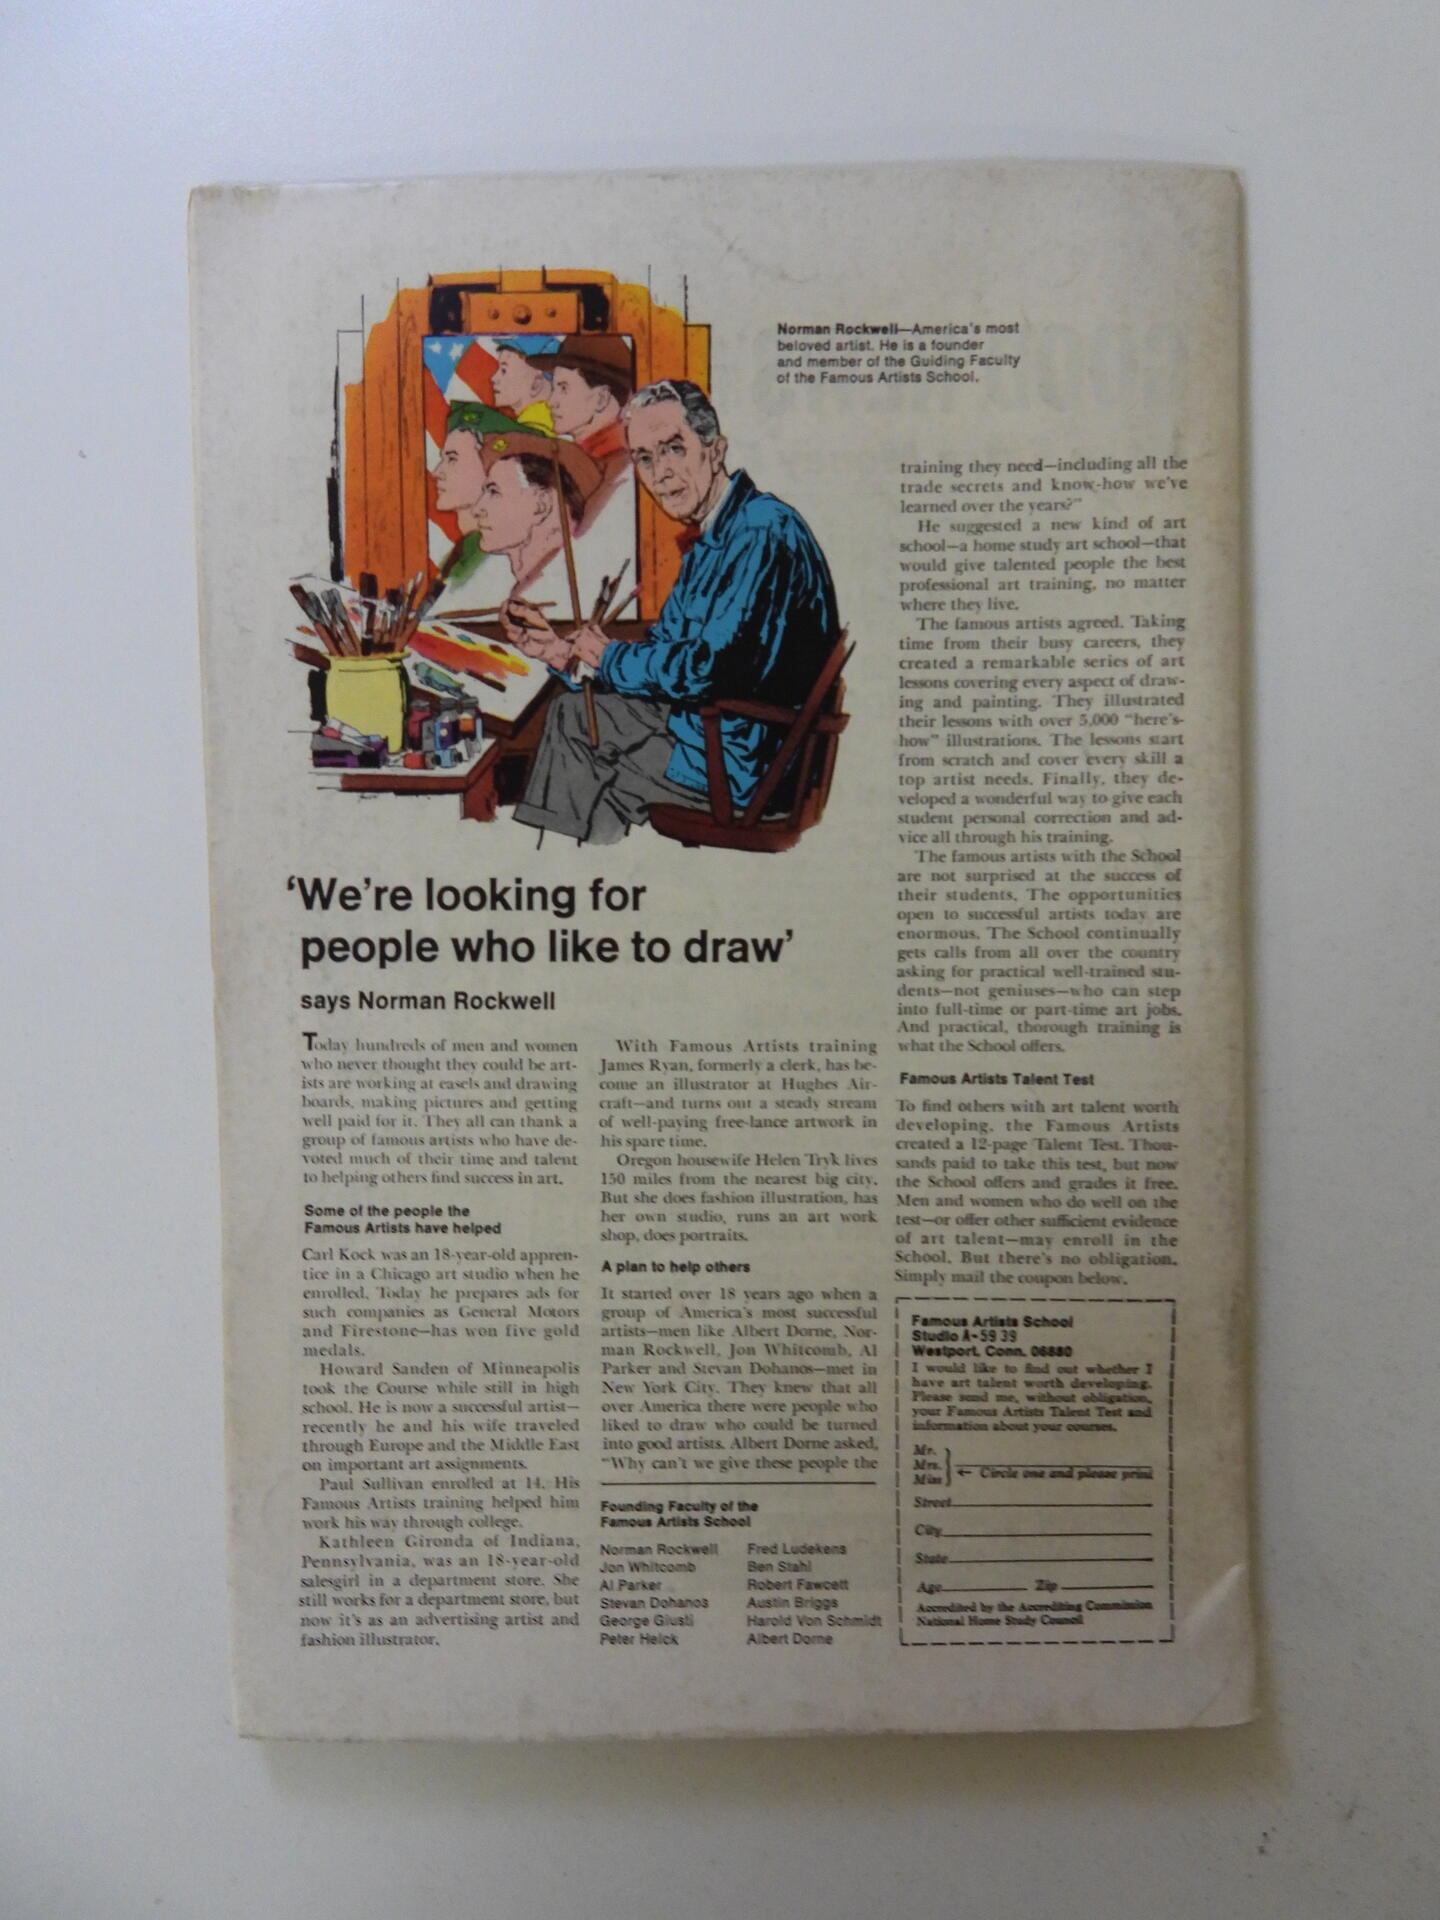 Norman Rockwell—America's most
beloved artist. He is a founder
and member of the Guiding Faculty
of the Famous Artists School.
'We're looking for
people who like to draw'
says Norman Rockwell
Today hundreds of men and women
who never thought they could be art-
ists are working at easels and drawing
boards, making pictures and getting
well paid for it. They all can thank a
group of famous artists who have de-
voted much of their time and talent
to helping others find success in art.
Some of the people the
Famous Artists have helped
Carl Kock was an 18-year-old appren-
tice in a Chicago art studio when he
enrolled. Today he prepares ads for
such companies as General Motors
and Firestone—has won five gold
medals.
Howard Sanden of Minneapolis
took the Course while still in high
school. He is now a successful artist—
recently he and his wife traveled
through Europe and the Middle East
on important art assignments.
Paul Sullivan enrolled at 14. His
Famous Artists training helped him
work his way through college.
Kathleen Gironda of Indiana,
Pennsylvania, was an 18-year-old
salesgirl in a department store. She
still works for a department store, but
now it's as an advertising artist and
fashion illustrator.
With Famous Artists training
James Ryan, formerly a clerk, has be-
come an illustrator at Hughes Air-
craft—and turns out a steady stream
of well-paying free-lance artwork in
his spare time.
Oregon housewife Helen Tryk lives
150 miles from the nearest big city.
But she does fashion illustration, has
her own studio, runs an art work
shop, does portraits.
A plan to help others
It started over 18 years ago when a
group of America's most successful
artists—men like Albert Dorne, Nor-
man Rockwell, Jon Whitcomb, Al
Parker and Stevan Dohanos—met in
New York City. They knew that all
over America there were people who
liked to draw who could be turned
into good artists. Albert Dorne asked,
"Why can't we give these people the
training they need—including all the
trade secrets and know-how we've
learned over the years?"
He suggested a new kind of art
school—a home study art school—that
would give talented people the best
professional art training, no matter
where they live.
The famous artists agreed. Taking
time from their busy careers, they
created a remarkable series of art
lessons covering every aspect of draw-
ing and painting. They illustrated
their lessons with over 5,000 "here's-
how" illustrations. The lessons start
from scratch and cover every skill a
top artist needs. Finally, they de-
veloped a wonderful way to give each
student personal correction and ad-
vice all through his training.
The famous artists with the School
are not surprised at the success of
their students. The opportunities
open to successful artists today are
enormous. The School continually
gets calls from all over the country
asking for practical well-trained stu-
dents—not geniuses—who can step
into full-time or part-time art jobs.
And practical, thorough training is
what the School offers.
Famous Artists Talent Test
To find others with art talent worth
developing, the Famous Artists
created a 12-page Talent Test. Thou-
sands paid to take this test, but now
the School offers and grades it free.
Men and women who do well on the
test—or offer other sufficient evidence
of art talent—may enroll in the
School. But there's no obligation.
Simply mail the coupon below.
Founding Faculty of the
Famous Artists School
Norman Rockwell
Jon Whitcomb
Al Parker
Stevan Dohanos
George Giusti
Peter Helck
Fred Ludekens
Ben Stahl
Robert Fawcett
Austin Briggs
Harold Von Schmidt
Albert Dorne
Famous Artists School
Studio A-59 39
Westport, Conn. 06880
I would like to find out whether I
have art talent worth developing.
Please send me, without obligation,
your Famous Artists Talent Test and
information about your courses.
Mr.
Mrs.
Miss
← Circle one and please print
Street
City
State
Age Zip
Accredited by the Accrediting Commission
National Home Study Council